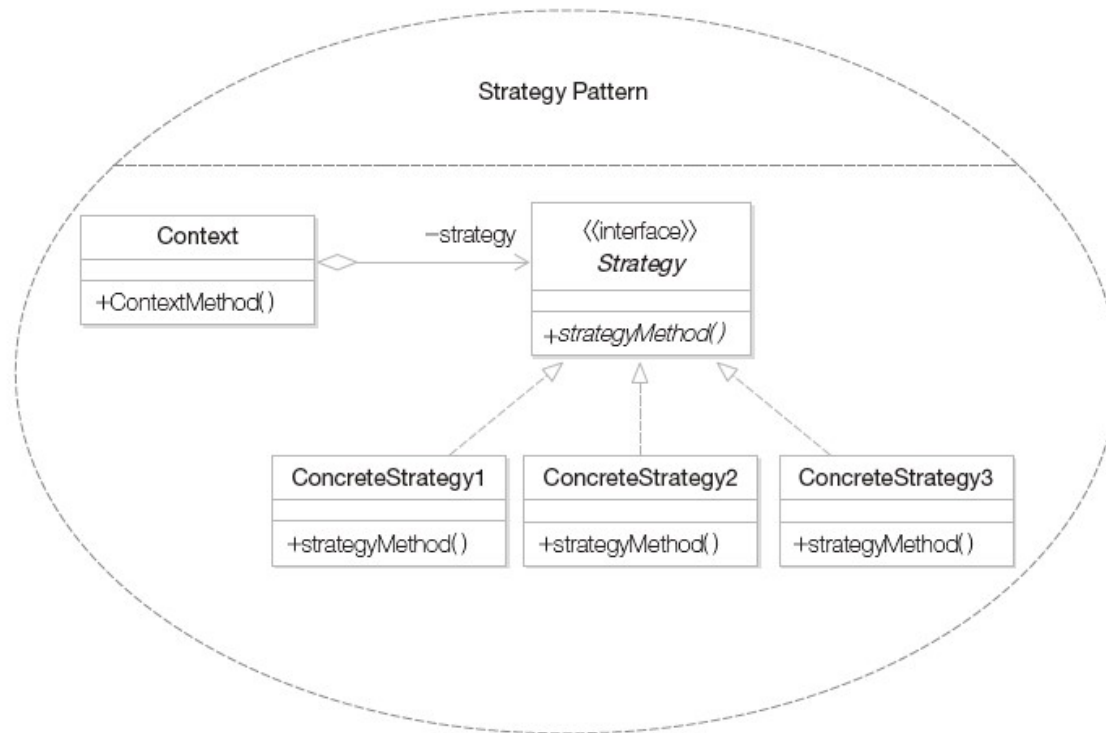 Strategy Pattern
Context
+ContextMethod()
−strategy
⟨⟨interface⟩⟩
Strategy
+strategyMethod()
ConcreteStrategy1
+strategyMethod()
ConcreteStrategy2
+strategyMethod()
ConcreteStrategy3
+strategyMethod()